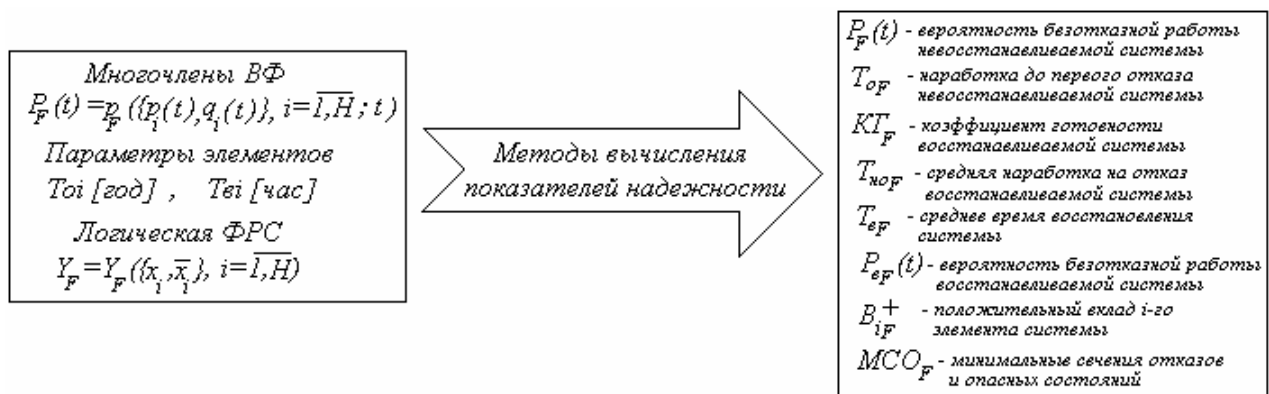 Многочлены ВФ
P_F(t)=p_F({p_i(t),q_i(t)}, i=1,H̅; t)
Параметры элементов
Toi [год] , Tвi [час]
Логическая ФРС
Y_F=Y_F({x_i,x̅_i}, i=1,H̅)
Методы вычисления
показателей надежности
P_F(t) - вероятность безотказной работы
невосстанавливаемой системы
T_oF - наработка до первого отказа
невосстанавливаемой системы
КГ_F - коэффициент готовности
восстанавливаемой системы
T_ноF - средняя наработка на отказ
восстанавливаемой системы
T_вF - среднее время восстановления
системы
P_вF(t) - вероятность безотказной работы
восстанавливаемой системы
B_iF^+ - положительный вклад i-го
элемента системы
МСО_F - минимальные сечения отказов
и опасных состояний